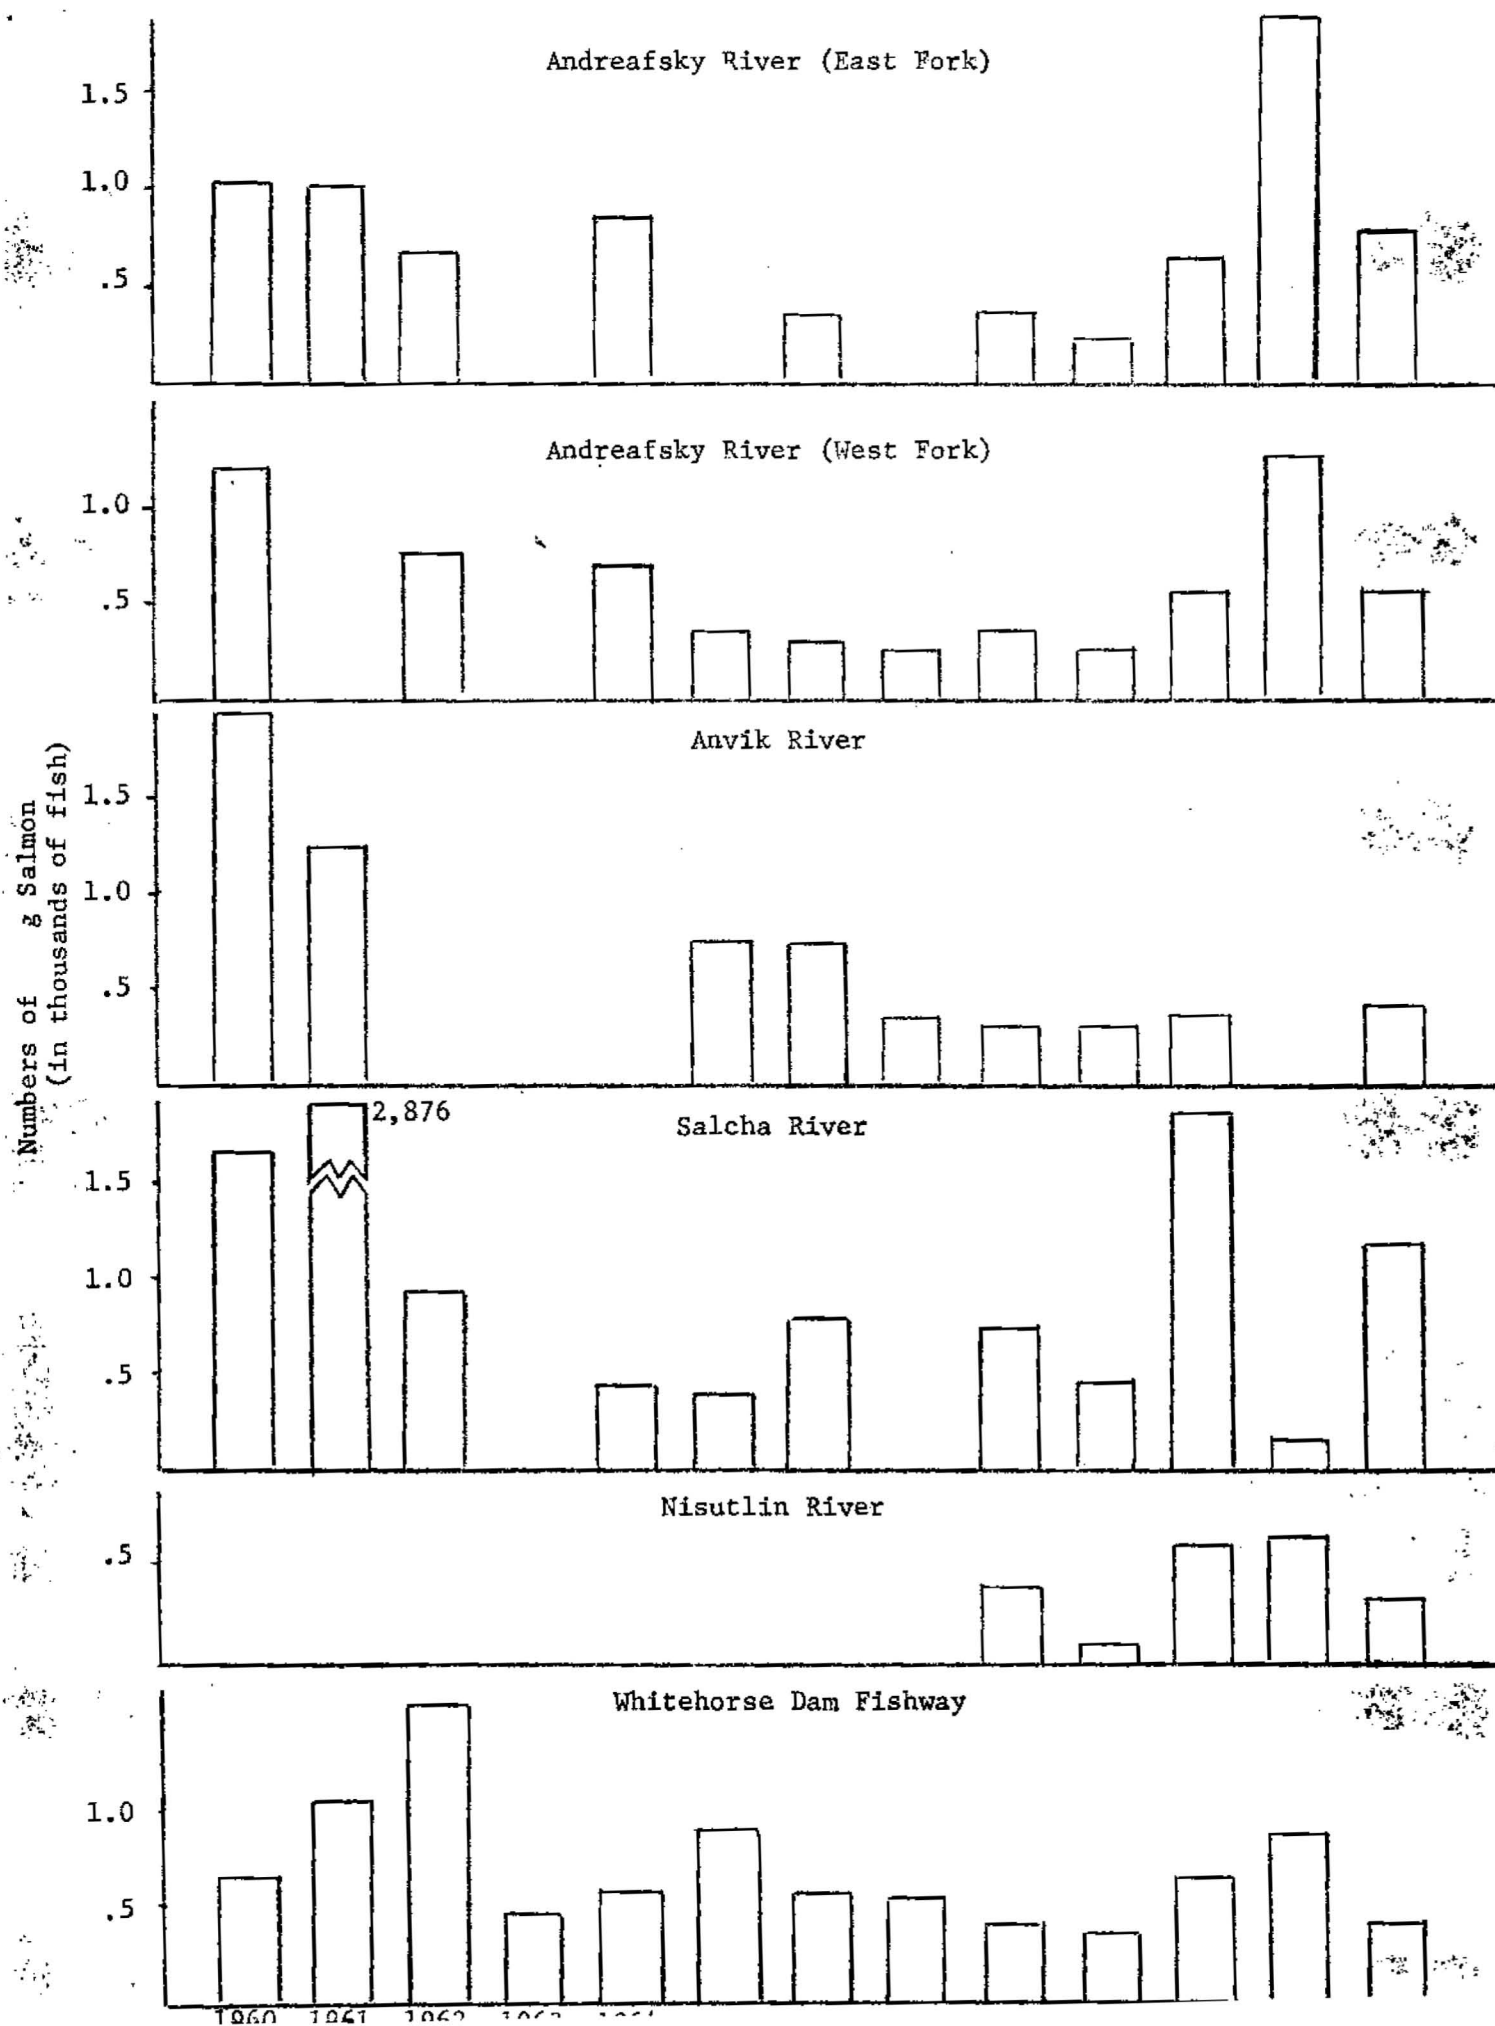 Andreafsky River (East Fork)
1.5
1.0
.5
Andreafsky River (West Fork)
1.0
.5
Anvik River
1.5
1.0
.5
Numbers of g Salmon
(in thousands of fish)
2,876
Salcha River
1.5
1.0
.5
Nisutlin River
.5
Whitehorse Dam Fishway
1.0
.5
1960 1961 1962